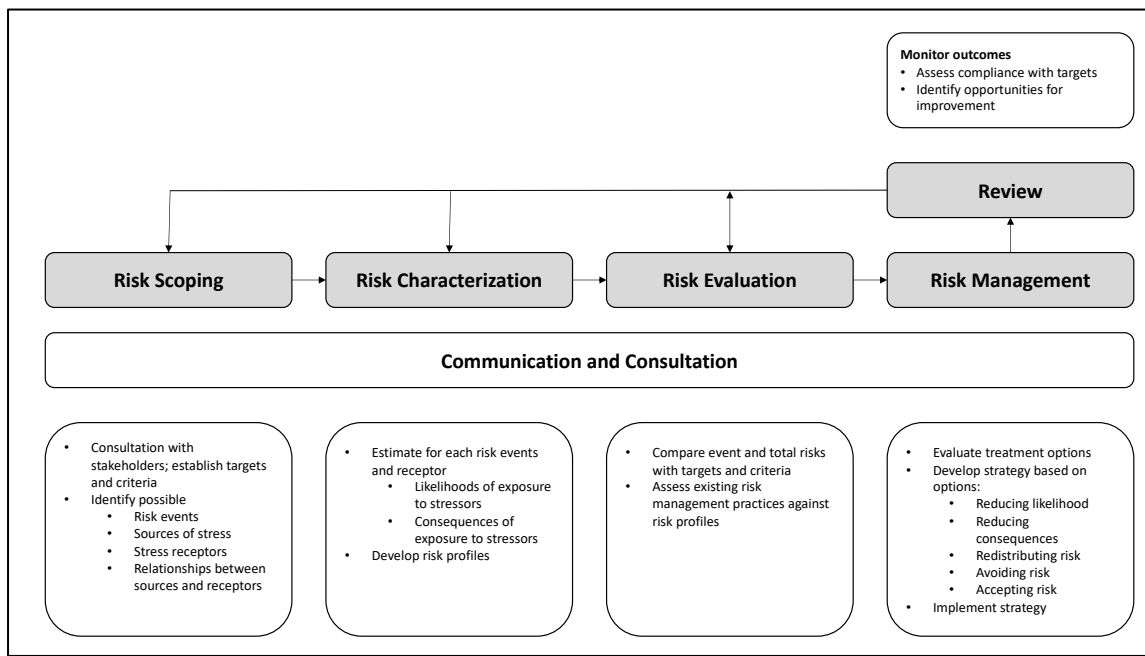 Monitor outcomes
• Assess compliance with targets
• Identify opportunities for
improvement
Review
Risk Scoping
Risk Characterization
Risk Evaluation
Risk Management
Communication and Consultation
• Consultation with
stakeholders; establish targets
and criteria
• Identify possible
• Risk events
• Sources of stress
• Stress receptors
• Relationships between
sources and receptors
• Estimate for each risk events
and receptor
• Likelihoods of exposure
to stressors
• Consequences of
exposure to stressors
• Develop risk profiles
• Compare event and total risks
with targets and criteria
• Assess existing risk
management practices against
risk profiles
• Evaluate treatment options
• Develop strategy based on
options:
• Reducing likelihood
• Reducing
consequences
• Redistributing risk
• Avoiding risk
• Accepting risk
• Implement strategy